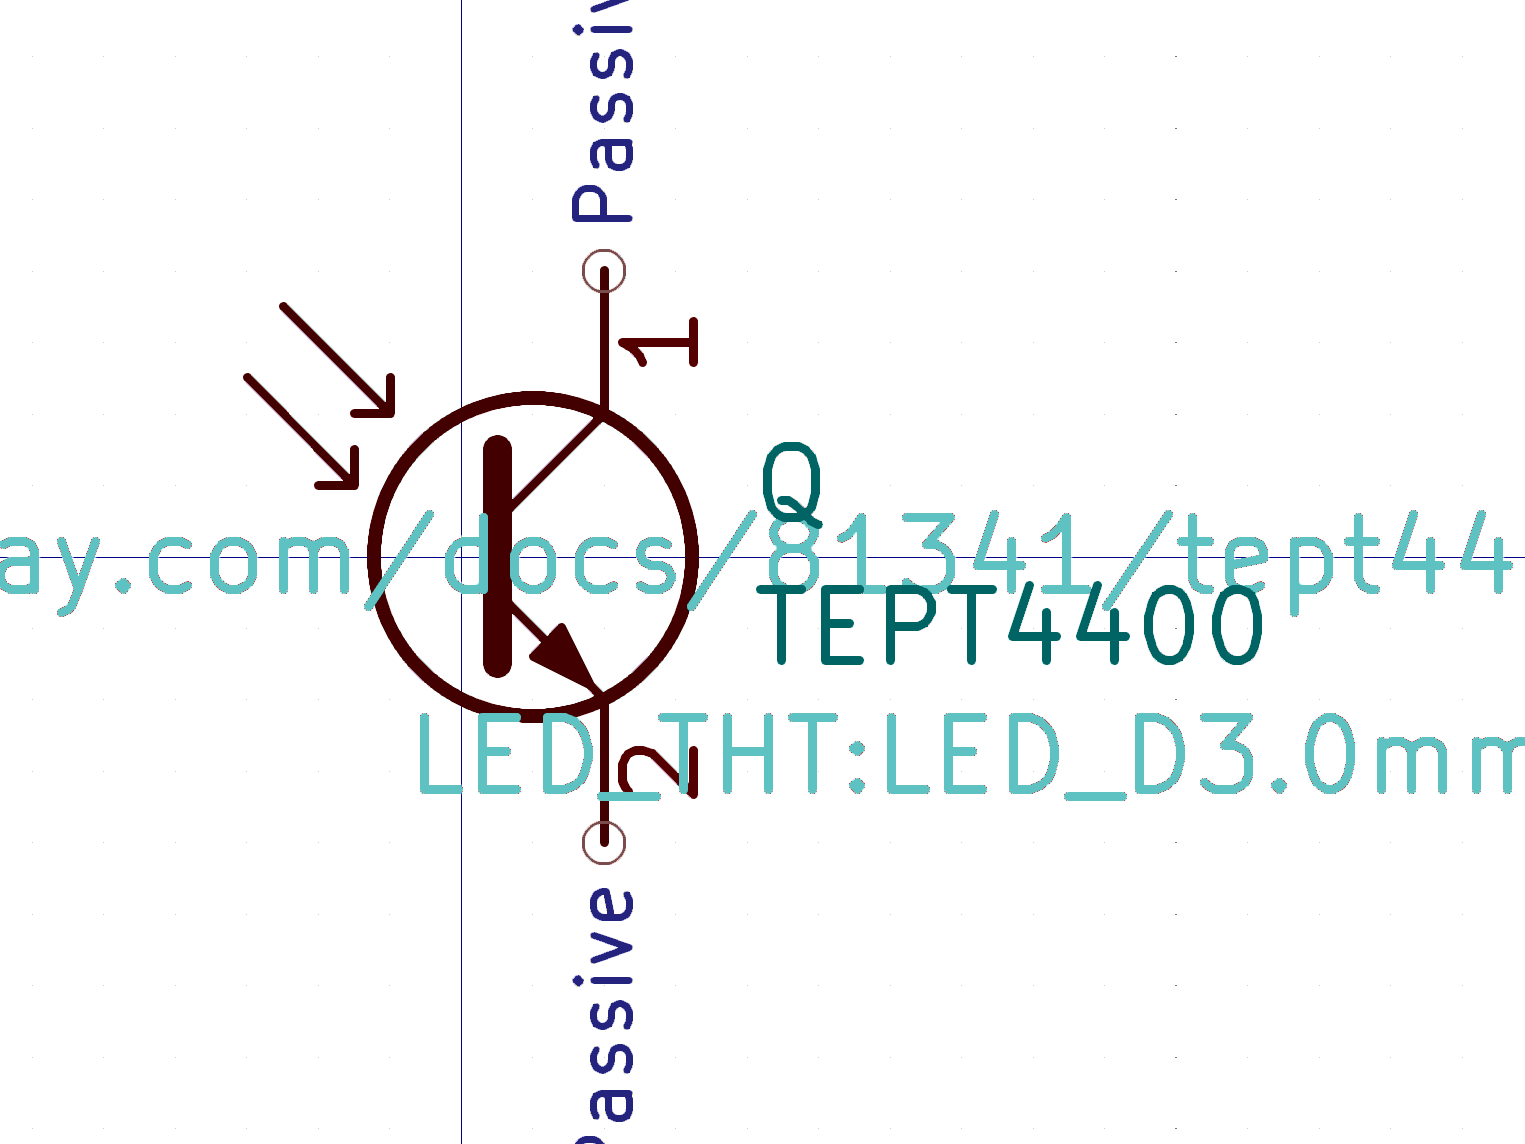 Passiv
1
Q
ay.com/docs/81341/tept44
TEPT4400
LED_THT:LED_D3.0mm
2
Passive